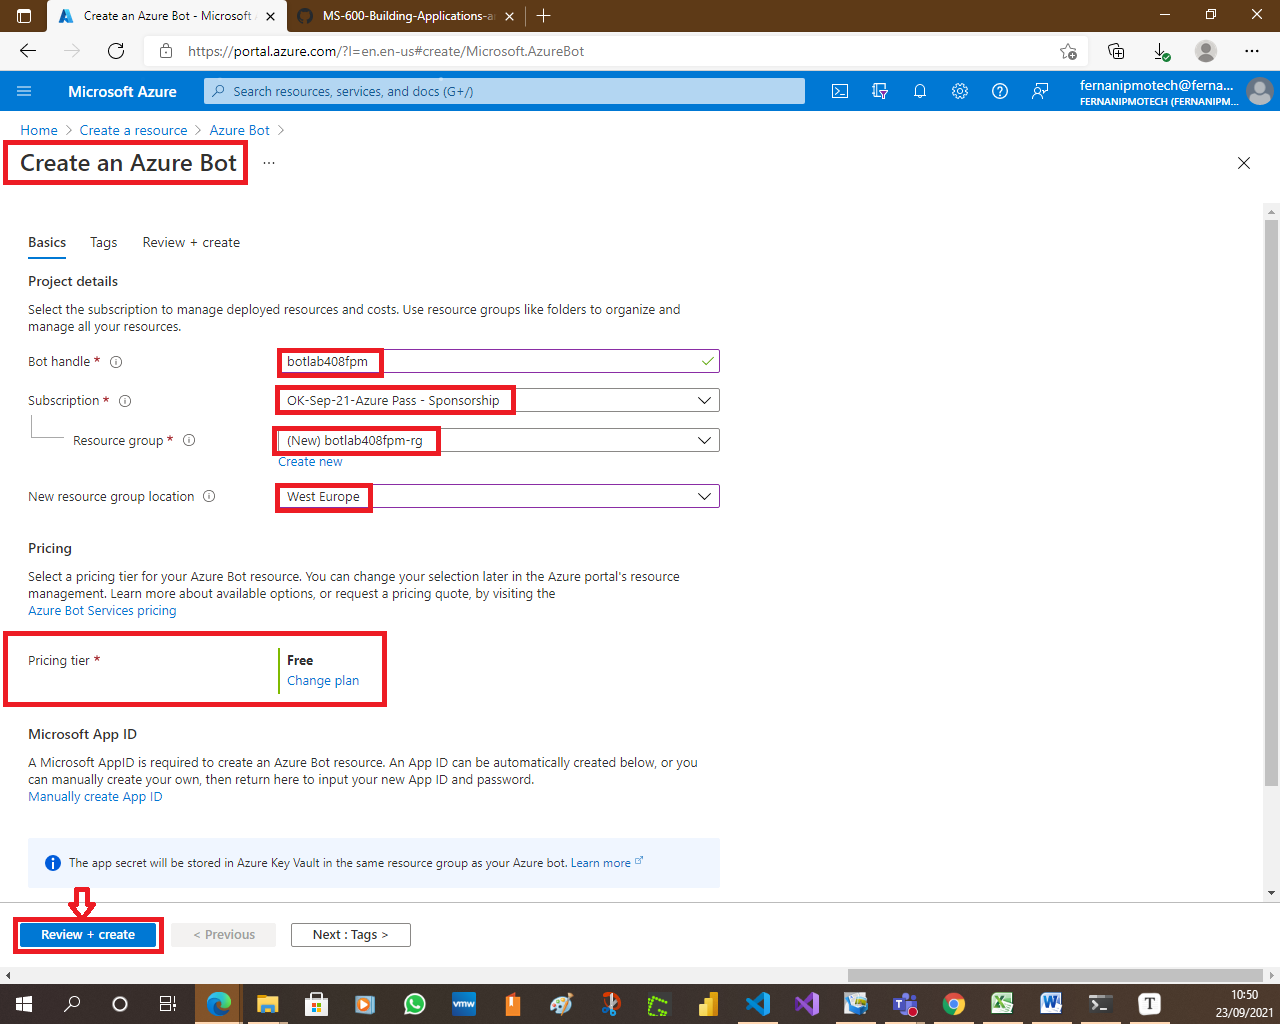 Create an Azure Bot - Microsoft A
MS-600-Building-Applications-a
https://portal.azure.com/?l=en.en-us#create/Microsoft.AzureBot
Microsoft Azure
Search resources, services, and docs (G+/)
fernanipmotech@ferna...
FERNANIPMOTECH (FERNANIPM...
Home > Create a resource > Azure Bot >
Create an Azure Bot ...
Basics Tags Review + create
Project details
Select the subscription to manage deployed resources and costs. Use resource groups like folders to organize and
manage all your resources.
Bot handle * botlab408fpm
Subscription * OK-Sep-21-Azure Pass - Sponsorship
Resource group * (New) botlab408fpm-rg
Create new
New resource group location West Europe
Pricing
Select a pricing tier for your Azure Bot resource. You can change your selection later in the Azure portal's resource
management. Learn more about available options, or request a pricing quote, by visiting the
Azure Bot Services pricing
Pricing tier * Free
Change plan
Microsoft App ID
A Microsoft AppID is required to create an Azure Bot resource. An App ID can be automatically created below, or you
can manually create your own, then return here to input your new App ID and password.
Manually create App ID
The app secret will be stored in Azure Key Vault in the same resource group as your Azure bot. Learn more
Review + create < Previous Next : Tags >
vmw
10:50
23/09/2021